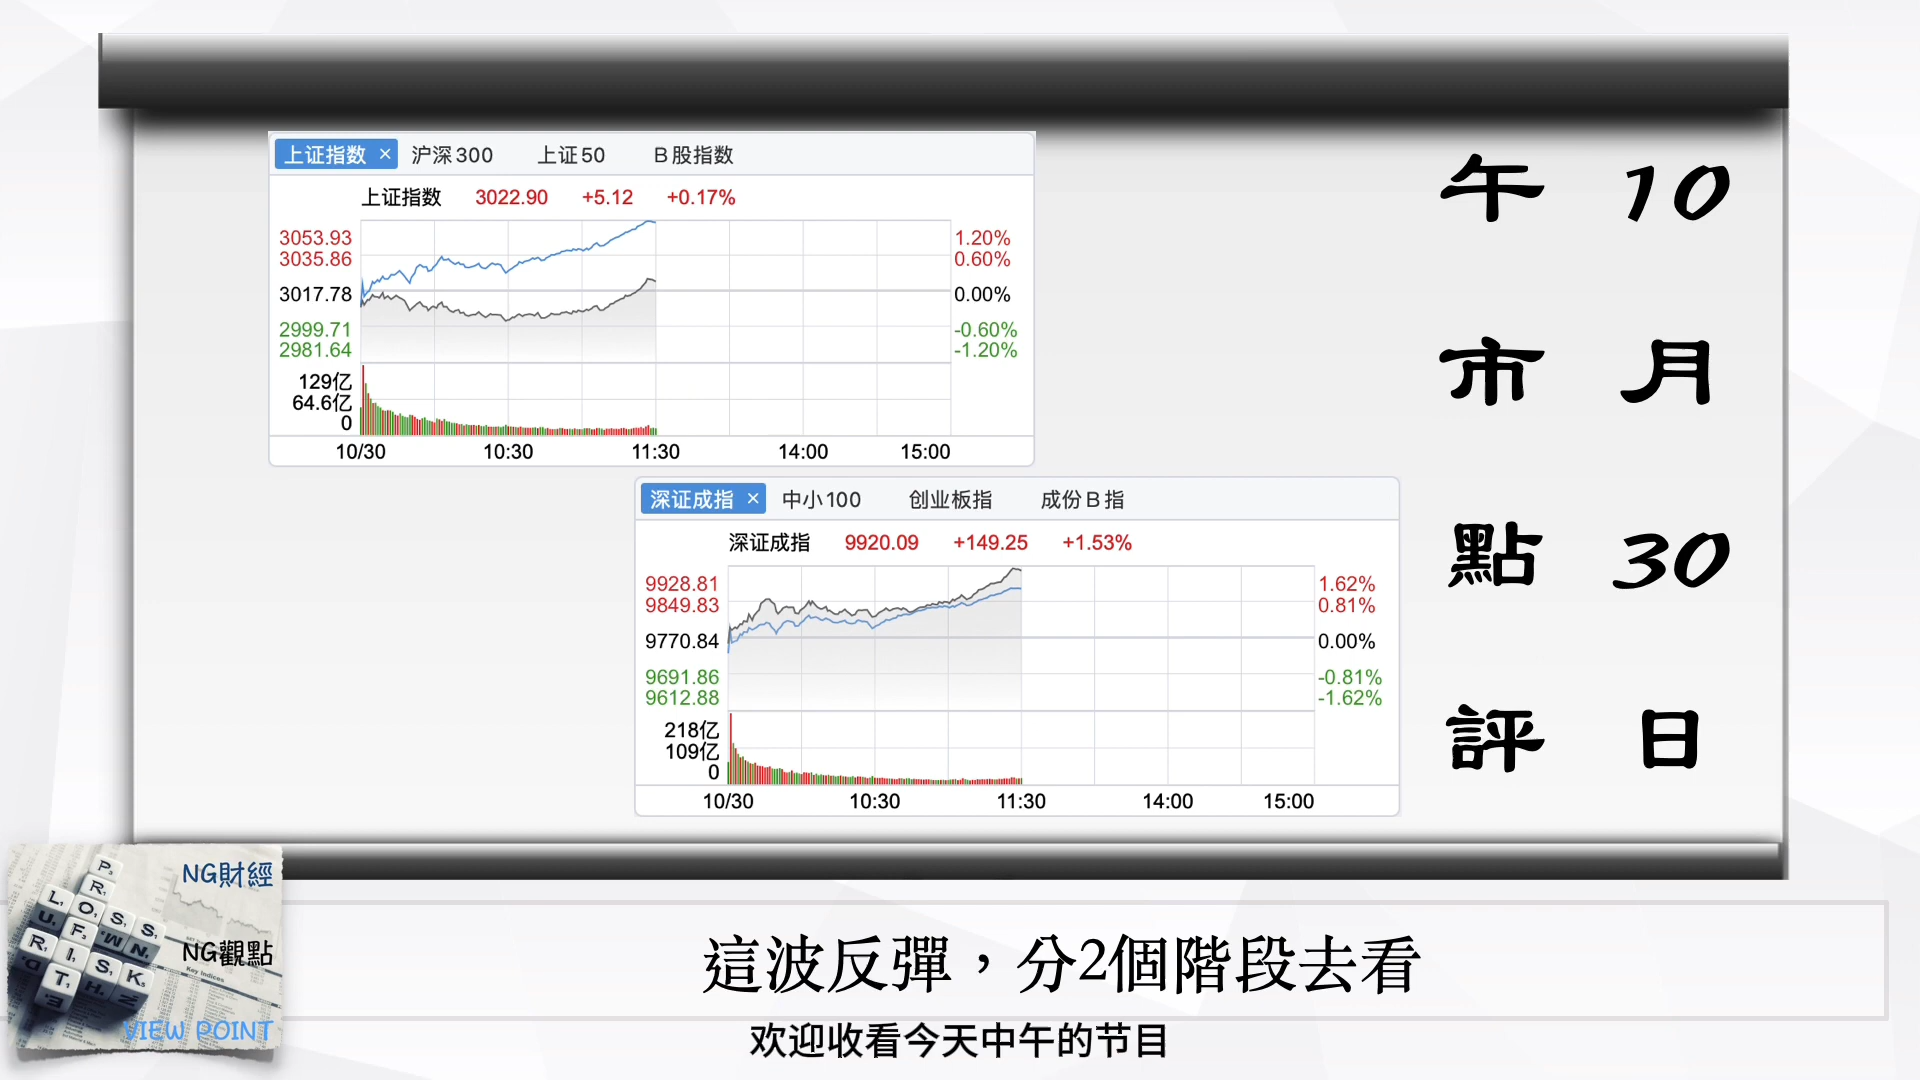 上证指数 × 沪深300 上证50 B股指数
上证指数 3022.90 +5.12 +0.17%
3053.93 1.20%
3035.86 0.60%
3017.78 0.00%
2999.71 -0.60%
2981.64 -1.20%
129亿
64.6亿
0
10/30 10:30 11:30 14:00 15:00
深证成指 × 中小100 创业板指 成份B指
深证成指 9920.09 +149.25 +1.53%
9928.81 1.62%
9849.83 0.81%
9770.84 0.00%
9691.86 -0.81%
9612.88 -1.62%
218亿
109亿
0
10/30 10:30 11:30 14:00 15:00
10月30日
午市點評
NG財經
NG觀點
VIEW POINT
Key Indices
這波反彈，分2個階段去看
欢迎收看今天中午的节目